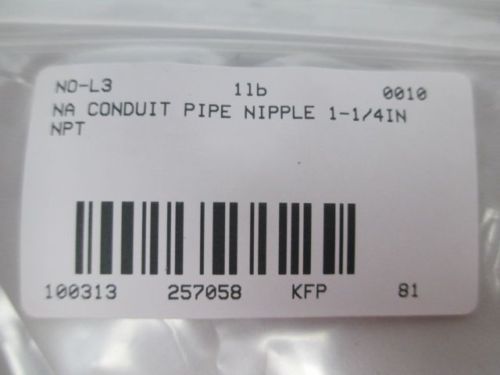 NO-L3 1lb 0010
NA CONDUIT PIPE NIPPLE 1-1/4IN
NPT
100313 257058 KFP 81